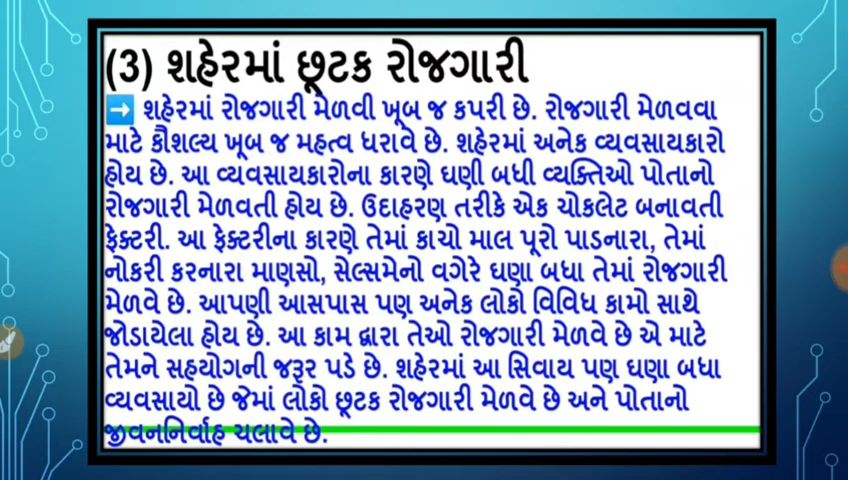 (3) શહેરમાં છૂટક રોજગારી
➡ શહેરમાં રોજગારી મેળવી ખૂબ જ કપરી છે. રોજગારી મેળવવા
માટે કૌશલ્ય ખૂબ જ મહત્વ ધરાવે છે. શહેરમાં અનેક વ્યવસાયકારો
હોય છે. આ વ્યવસાયકારોના કારણે ઘણી બધી વ્યક્તિઓ પોતાનો
રોજગારી મેળવતી હોય છે. ઉદાહરણ તરીકે એક ચોકલેટ બનાવતી
ફેક્ટરી. આ ફેક્ટરીના કારણે તેમાં કાચો માલ પૂરો પાડનારા, તેમાં
નોકરી કરનારા માણસો, સેલ્સમેનો વગેરે ઘણા બધા તેમાં રોજગારી
મેળવે છે. આપણી આસપાસ પણ અનેક લોકો વિવિધ કામો સાથે
જોડાયેલા હોય છે. આ કામ દ્વારા તેઓ રોજગારી મેળવે છે એ માટે
તેમને સહયોગની જરૂર પડે છે. શહેરમાં આ સિવાય પણ ઘણા બધા
વ્યવસાયો છે જેમાં લોકો છૂટક રોજગારી મેળવે છે અને પોતાનો
જીવનનિર્વાહ ચલાવે છે.